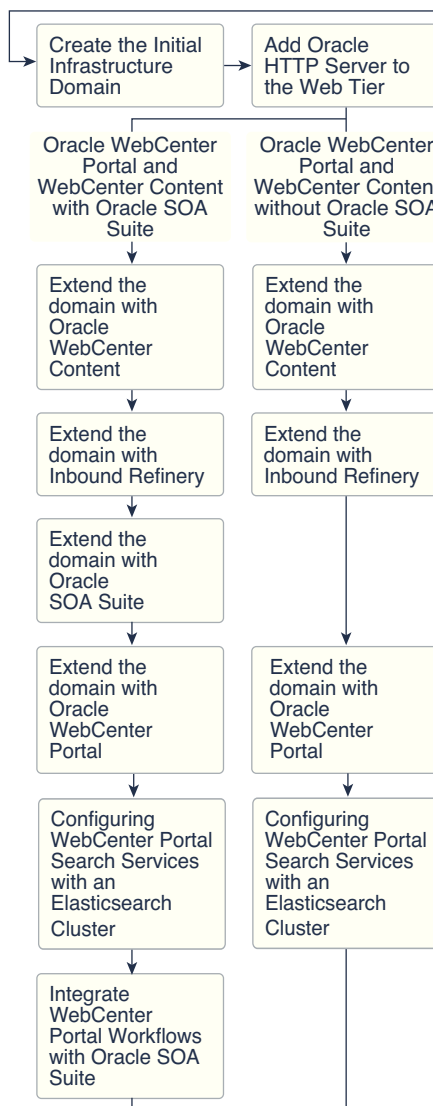 Create the Initial
Infrastructure
Domain
Add Oracle
HTTP Server to
the Web Tier
Oracle WebCenter
Portal and
WebCenter Content
with Oracle SOA
Suite
Oracle WebCenter
Portal and
WebCenter Content
without Oracle SOA
Suite
Extend the
domain with
Oracle
WebCenter
Content
Extend the
domain with
Oracle
WebCenter
Content
Extend the
domain with
Inbound Refinery
Extend the
domain with
Inbound Refinery
Extend the
domain with
Oracle
SOA Suite
Extend the
domain with
Oracle
WebCenter
Portal
Extend the
domain with
Oracle
WebCenter
Portal
Configuring
WebCenter Portal
Search Services
with an
Elasticsearch
Cluster
Configuring
WebCenter Portal
Search Services
with an
Elasticsearch
Cluster
Integrate
WebCenter
Portal Workflows
with Oracle SOA
Suite